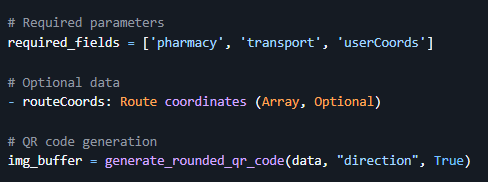 # Required parameters
required_fields = ['pharmacy', 'transport', 'userCoords']
# Optional data
- routeCoords: Route coordinates (Array, Optional)
# QR code generation
img_buffer = generate_rounded_qr_code(data, "direction", True)